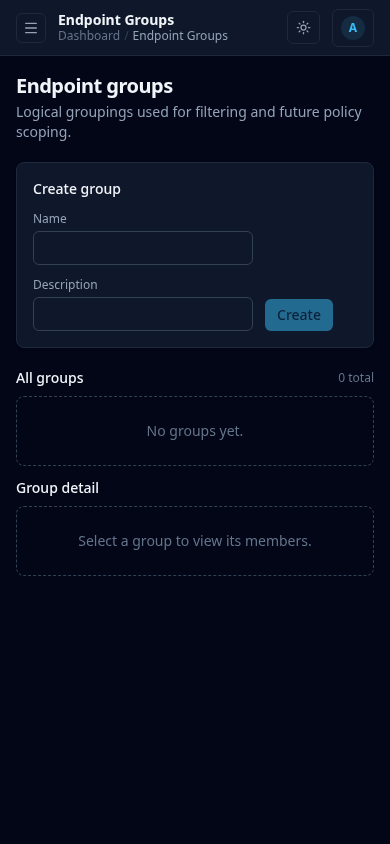 Endpoint Groups
Dashboard / Endpoint Groups
A
Endpoint groups
Logical groupings used for filtering and future policy
scoping.
Create group
Name
Description
Create
All groups
0 total
No groups yet.
Group detail
Select a group to view its members.